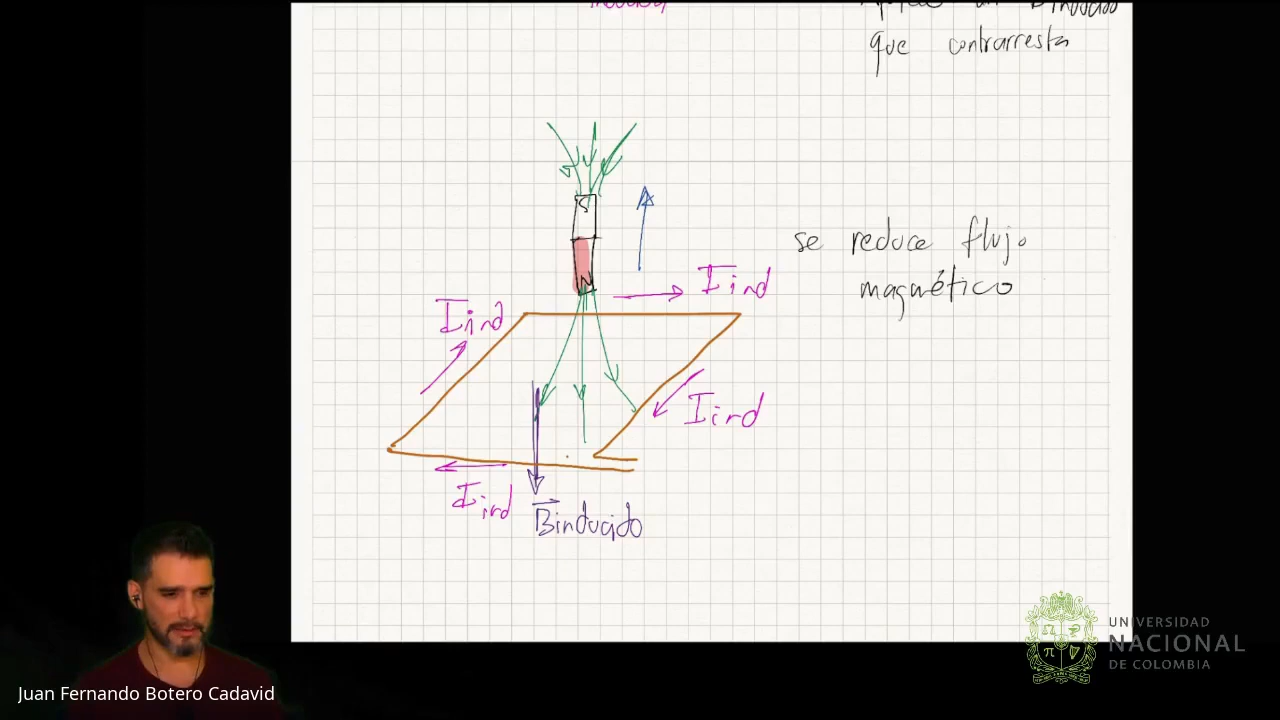 que contrarresta
S
N
se reduce flujo
magnético
Iind
Iind
Iind
Iind
Binducido
Juan Fernando Botero Cadavid
UNIVERSIDAD
NACIONAL
DE COLOMBIA